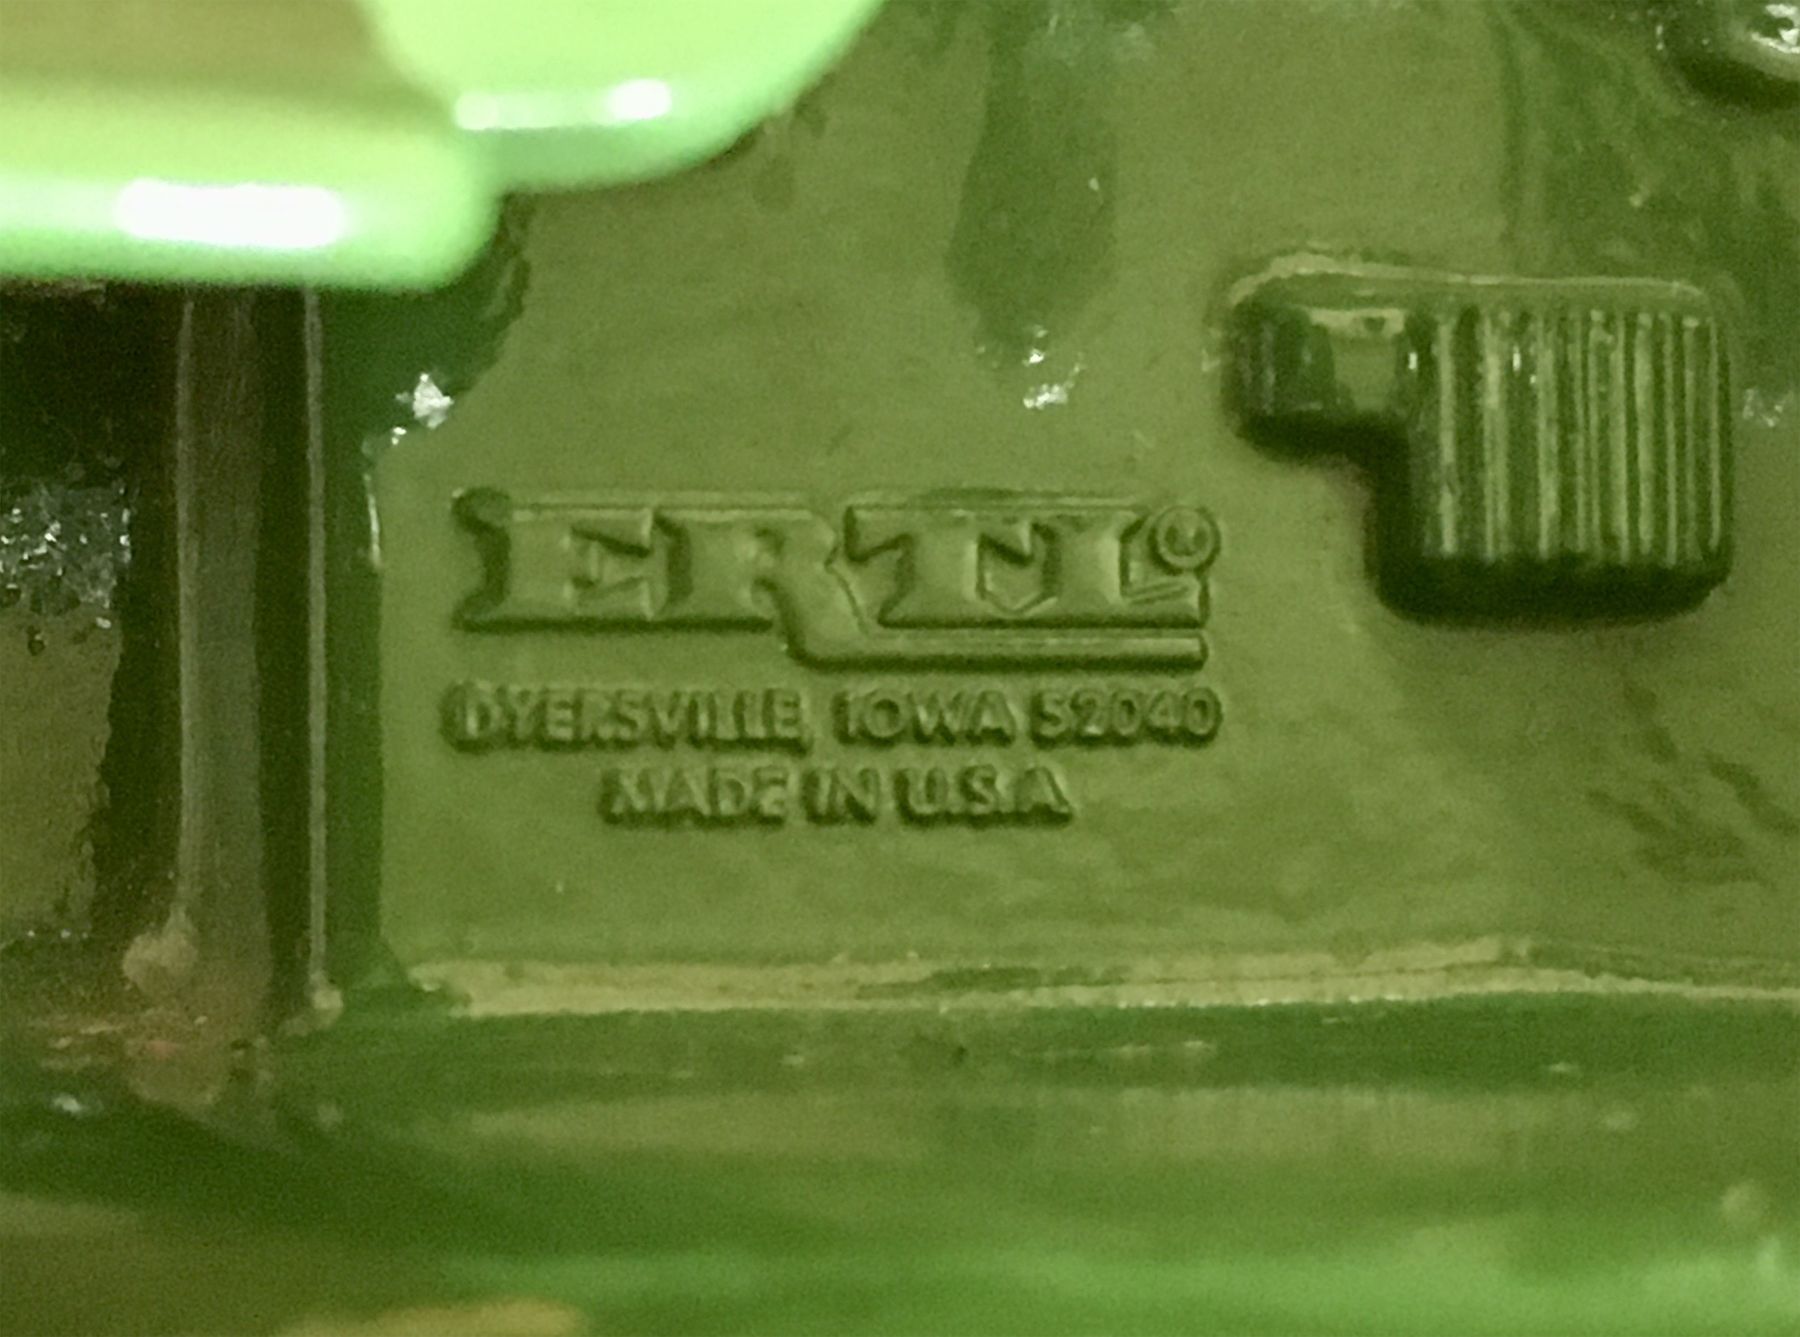 ERTL®
DYERSVILLE, IOWA 52040
MADE IN U.S.A